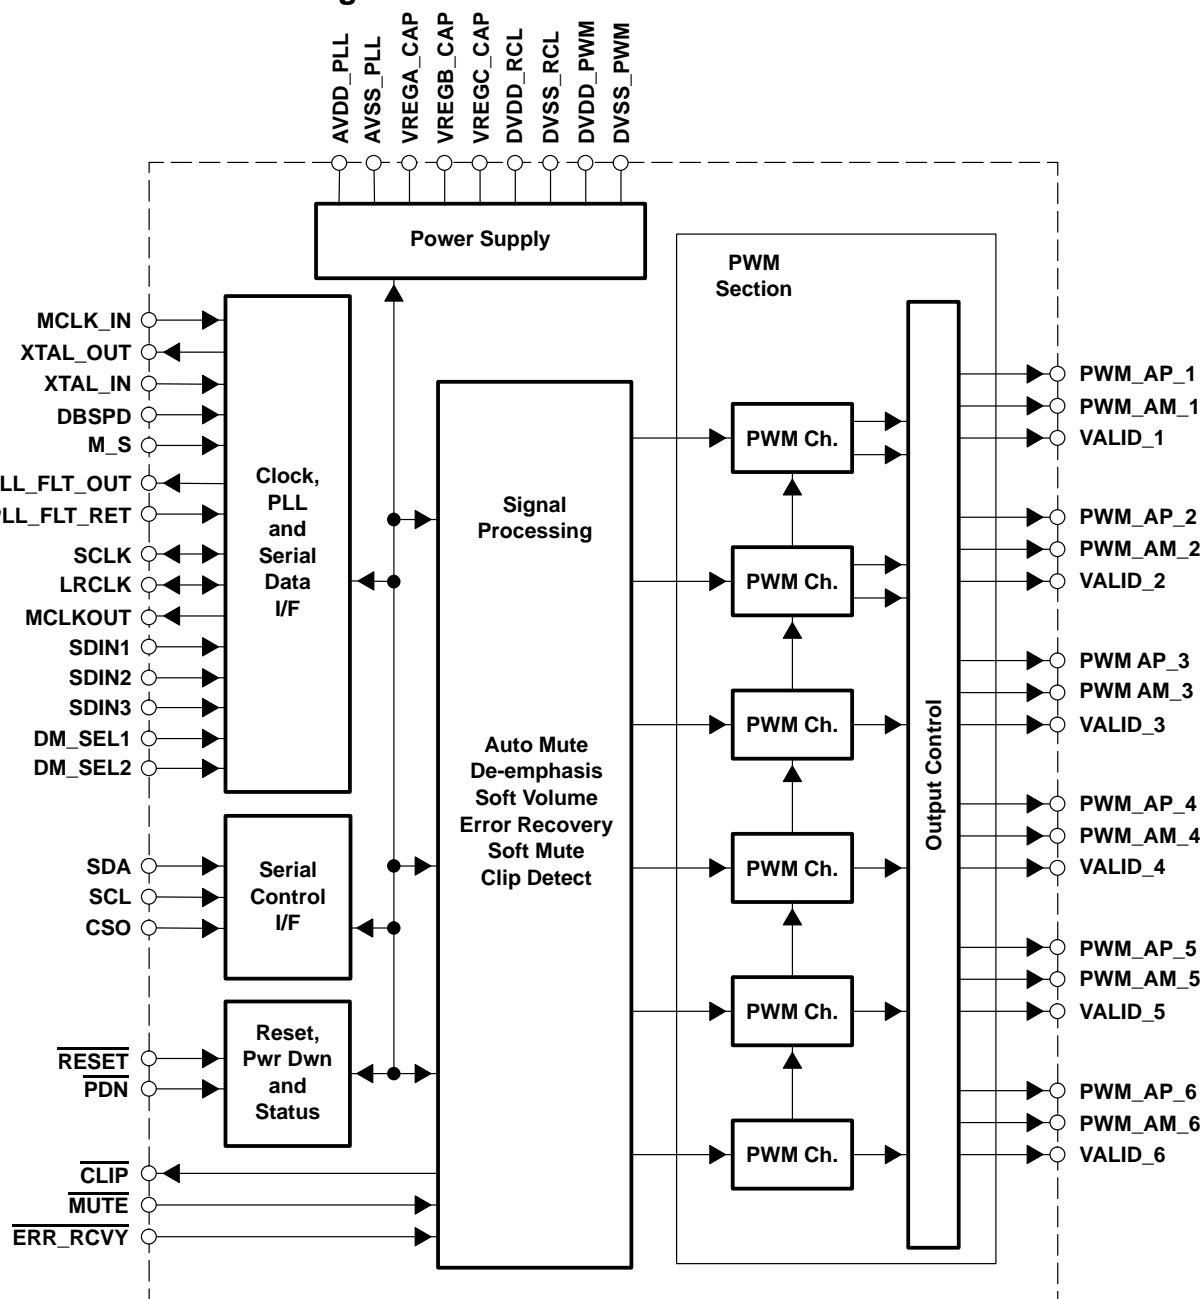 AVDD_PLL
AVSS_PLL
VREGA_CAP
VREGB_CAP
VREGC_CAP
DVDD_RCL
DVSS_RCL
DVDD_PWM
DVSS_PWM
Power Supply
PWM
Section
MCLK_IN
XTAL_OUT
XTAL_IN
DBSPD
M_S
LL_FLT_OUT
PLL_FLT_RET
SCLK
LRCLK
MCLKOUT
SDIN1
SDIN2
SDIN3
DM_SEL1
DM_SEL2
Clock,
PLL
and
Serial
Data
I/F
SDA
SCL
CSO
Serial
Control
I/F
RESET
PDN
Reset,
Pwr Dwn
and
Status
CLIP
MUTE
ERR_RCVY
Signal
Processing
Auto Mute
De-emphasis
Soft Volume
Error Recovery
Soft Mute
Clip Detect
PWM Ch.
PWM Ch.
PWM Ch.
PWM Ch.
PWM Ch.
PWM Ch.
Output Control
PWM_AP_1
PWM_AM_1
VALID_1
PWM_AP_2
PWM_AM_2
VALID_2
PWM AP_3
PWM AM_3
VALID_3
PWM_AP_4
PWM_AM_4
VALID_4
PWM_AP_5
PWM_AM_5
VALID_5
PWM_AP_6
PWM_AM_6
VALID_6